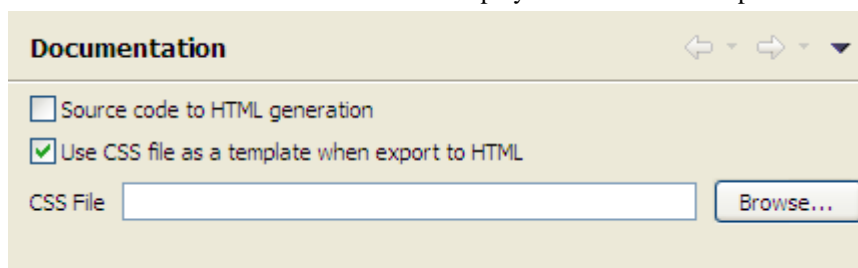 Documentation
Source code to HTML generation
Use CSS file as a template when export to HTML
CSS File
Browse...